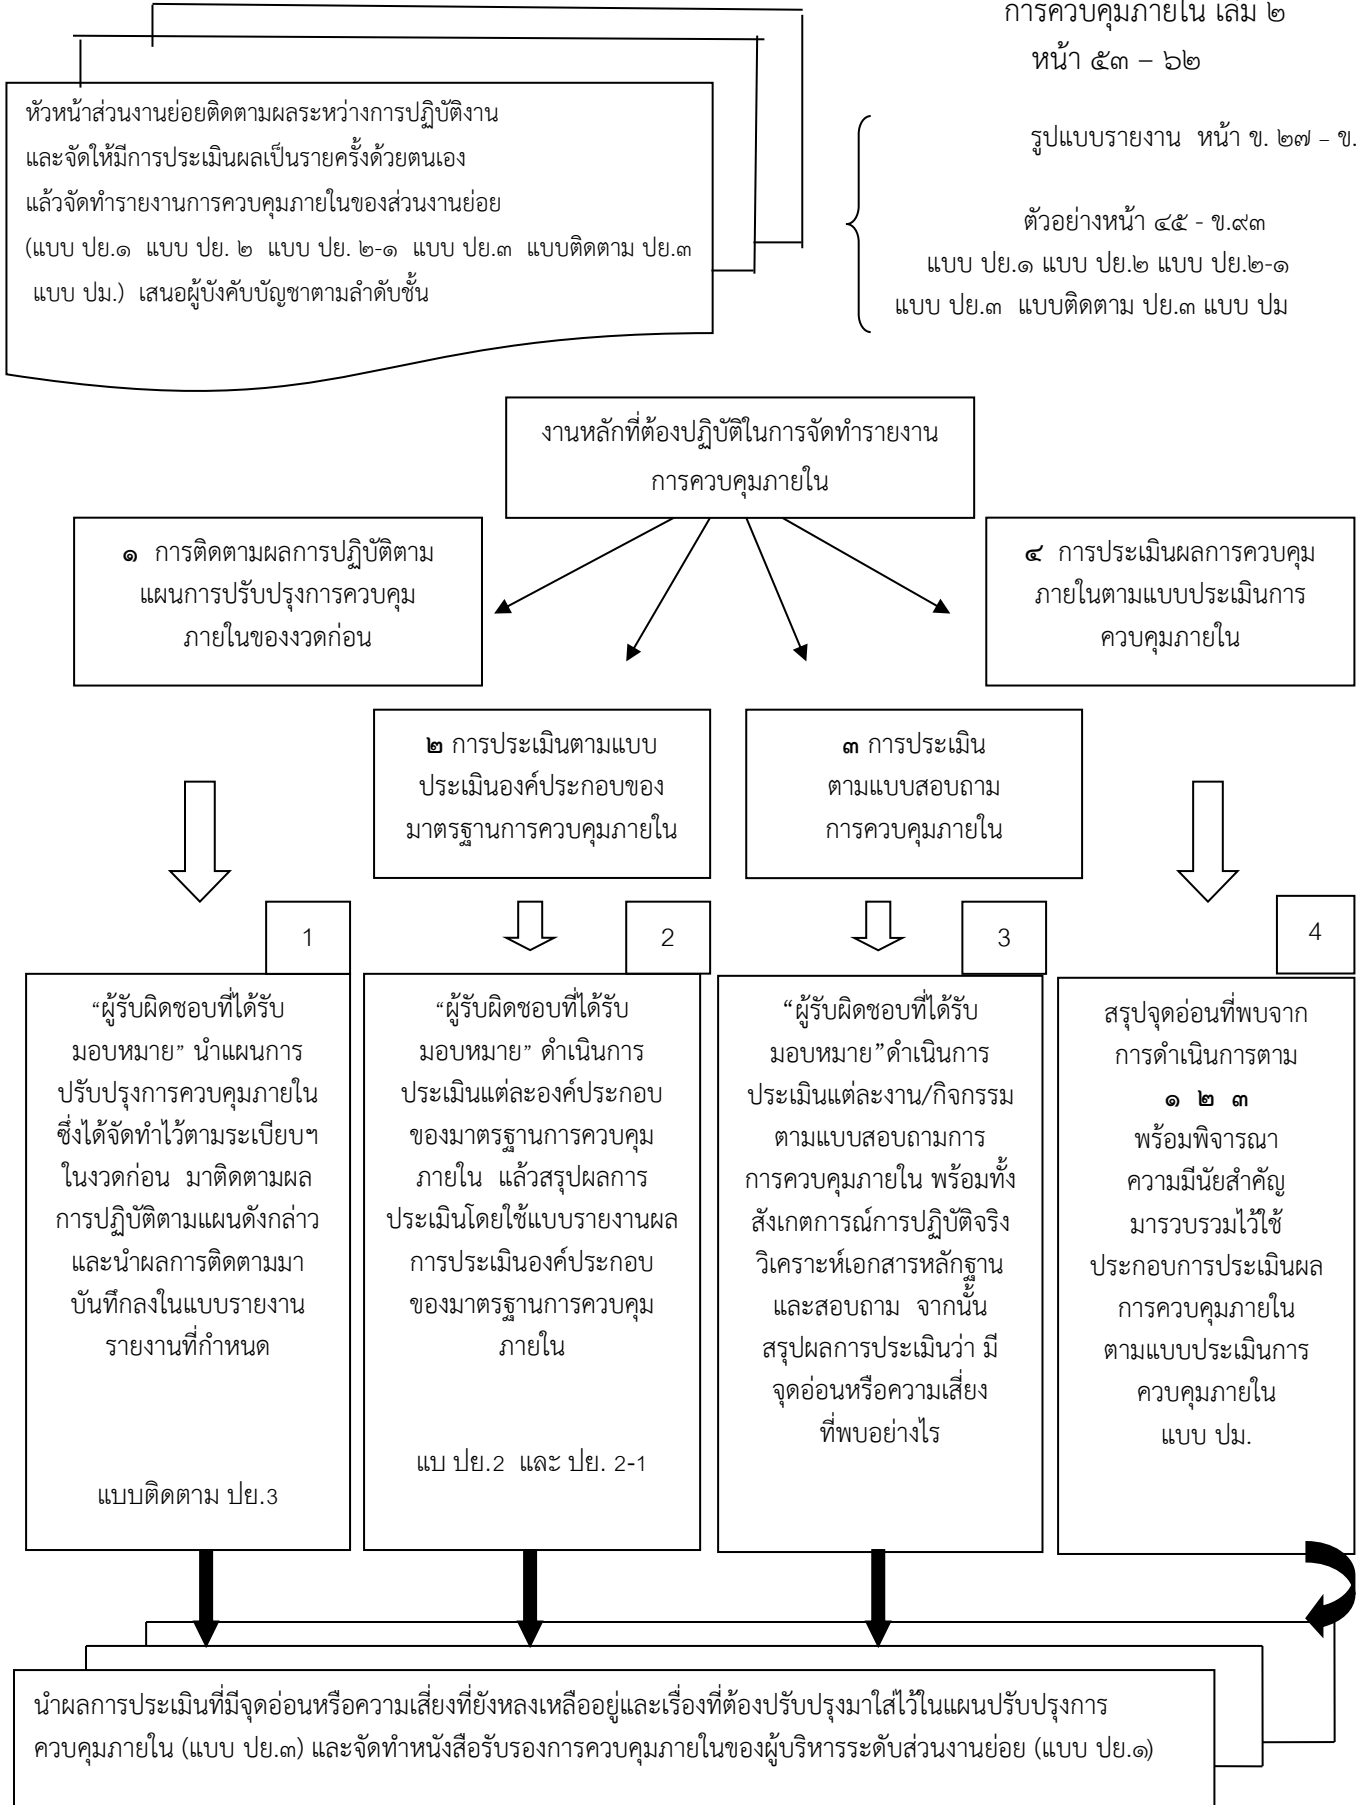 การควบคุมภายใน เล่ม ๒
หน้า ๕๓ – ๖๒
หัวหน้าส่วนงานย่อยติดตามผลระหว่างการปฏิบัติงาน
และจัดให้มีการประเมินผลเป็นรายครั้งด้วยตนเอง
แล้วจัดทำรายงานการควบคุมภายในของส่วนงานย่อย
(แบบ ปย.๑ แบบ ปย. ๒ แบบ ปย. ๒-๑ แบบ ปย.๓ แบบติดตาม ปย.๓
แบบ ปม.) เสนอผู้บังคับบัญชาตามลำดับชั้น
รูปแบบรายงาน หน้า ข. ๒๗ – ข.
ตัวอย่างหน้า ๔๕ - ข.๙๓
แบบ ปย.๑ แบบ ปย.๒ แบบ ปย.๒-๑
แบบ ปย.๓ แบบติดตาม ปย.๓ แบบ ปม
งานหลักที่ต้องปฏิบัติในการจัดทำรายงาน
การควบคุมภายใน
๑ การติดตามผลการปฏิบัติตาม
แผนการปรับปรุงการควบคุม
ภายในของงวดก่อน
๔ การประเมินผลการควบคุม
ภายในตามแบบประเมินการ
ควบคุมภายใน
๒ การประเมินตามแบบ
ประเมินองค์ประกอบของ
มาตรฐานการควบคุมภายใน
๓ การประเมิน
ตามแบบสอบถาม
การควบคุมภายใน
1
2
3
4
“ผู้รับผิดชอบที่ได้รับ
มอบหมาย” นำแผนการ
ปรับปรุงการควบคุมภายใน
ซึ่งได้จัดทำไว้ตามระเบียบฯ
ในงวดก่อน มาติดตามผล
การปฏิบัติตามแผนดังกล่าว
และนำผลการติดตามมา
บันทึกลงในแบบรายงาน
รายงานที่กำหนด
แบบติดตาม ปย.3
“ผู้รับผิดชอบที่ได้รับ
มอบหมาย” ดำเนินการ
ประเมินแต่ละองค์ประกอบ
ของมาตรฐานการควบคุม
ภายใน แล้วสรุปผลการ
ประเมินโดยใช้แบบรายงานผล
การประเมินองค์ประกอบ
ของมาตรฐานการควบคุม
ภายใน
แบ ปย.2 และ ปย. 2-1
“ผู้รับผิดชอบที่ได้รับ
มอบหมาย”ดำเนินการ
ประเมินแต่ละงาน/กิจกรรม
ตามแบบสอบถามการ
การควบคุมภายใน พร้อมทั้ง
สังเกตการณ์การปฏิบัติจริง
วิเคราะห์เอกสารหลักฐาน
และสอบถาม จากนั้น
สรุปผลการประเมินว่า มี
จุดอ่อนหรือความเสี่ยง
ที่พบอย่างไร
สรุปจุดอ่อนที่พบจาก
การดำเนินการตาม
๑ ๒ ๓
พร้อมพิจารณา
ความมีนัยสำคัญ
มารวบรวมไว้ใช้
ประกอบการประเมินผล
การควบคุมภายใน
ตามแบบประเมินการ
ควบคุมภายใน
แบบ ปม.
นำผลการประเมินที่มีจุดอ่อนหรือความเสี่ยงที่ยังหลงเหลืออยู่และเรื่องที่ต้องปรับปรุงมาใส่ไว้ในแผนปรับปรุงการ
ควบคุมภายใน (แบบ ปย.๓) และจัดทำหนังสือรับรองการควบคุมภายในของผู้บริหารระดับส่วนงานย่อย (แบบ ปย.๑)